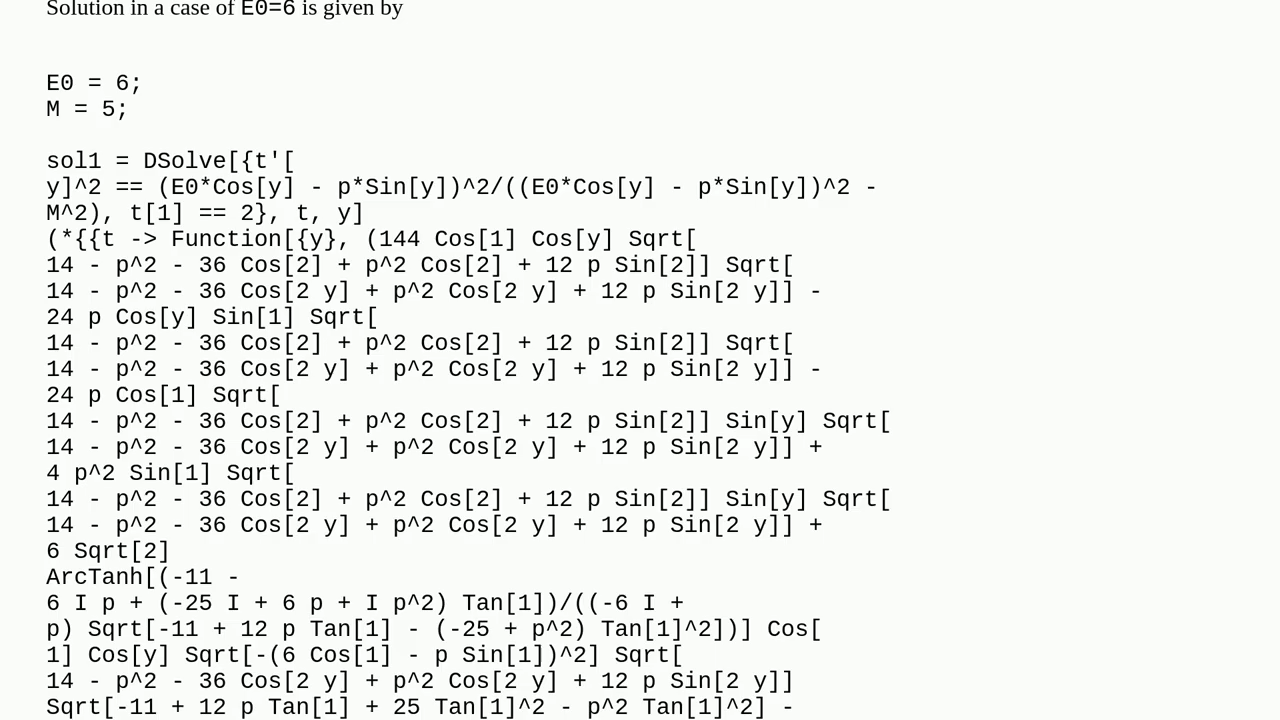 Solution in a case of E0=6 is given by
E0 = 6;
M = 5;
sol1 = DSolve[{t'[
y]^2 == (E0*Cos[y] - p*Sin[y])^2/((E0*Cos[y] - p*Sin[y])^2 -
M^2), t[1] == 2}, t, y]
(*{{t -> Function[{y}, (144 Cos[1] Cos[y] Sqrt[
14 - p^2 - 36 Cos[2] + p^2 Cos[2] + 12 p Sin[2]] Sqrt[
14 - p^2 - 36 Cos[2 y] + p^2 Cos[2 y] + 12 p Sin[2 y]] -
24 p Cos[y] Sin[1] Sqrt[
14 - p^2 - 36 Cos[2] + p^2 Cos[2] + 12 p Sin[2]] Sqrt[
14 - p^2 - 36 Cos[2 y] + p^2 Cos[2 y] + 12 p Sin[2 y]] -
24 p Cos[1] Sqrt[
14 - p^2 - 36 Cos[2] + p^2 Cos[2] + 12 p Sin[2]] Sin[y] Sqrt[
14 - p^2 - 36 Cos[2 y] + p^2 Cos[2 y] + 12 p Sin[2 y]] +
4 p^2 Sin[1] Sqrt[
14 - p^2 - 36 Cos[2] + p^2 Cos[2] + 12 p Sin[2]] Sin[y] Sqrt[
14 - p^2 - 36 Cos[2 y] + p^2 Cos[2 y] + 12 p Sin[2 y]] +
6 Sqrt[2]
ArcTanh[(-11 -
6 I p + (-25 I + 6 p + I p^2) Tan[1])/((-6 I +
p) Sqrt[-11 + 12 p Tan[1] - (-25 + p^2) Tan[1]^2])] Cos[
1] Cos[y] Sqrt[-(6 Cos[1] - p Sin[1])^2] Sqrt[
14 - p^2 - 36 Cos[2 y] + p^2 Cos[2 y] + 12 p Sin[2 y]]
Sqrt[-11 + 12 p Tan[1] + 25 Tan[1]^2 - p^2 Tan[1]^2] -